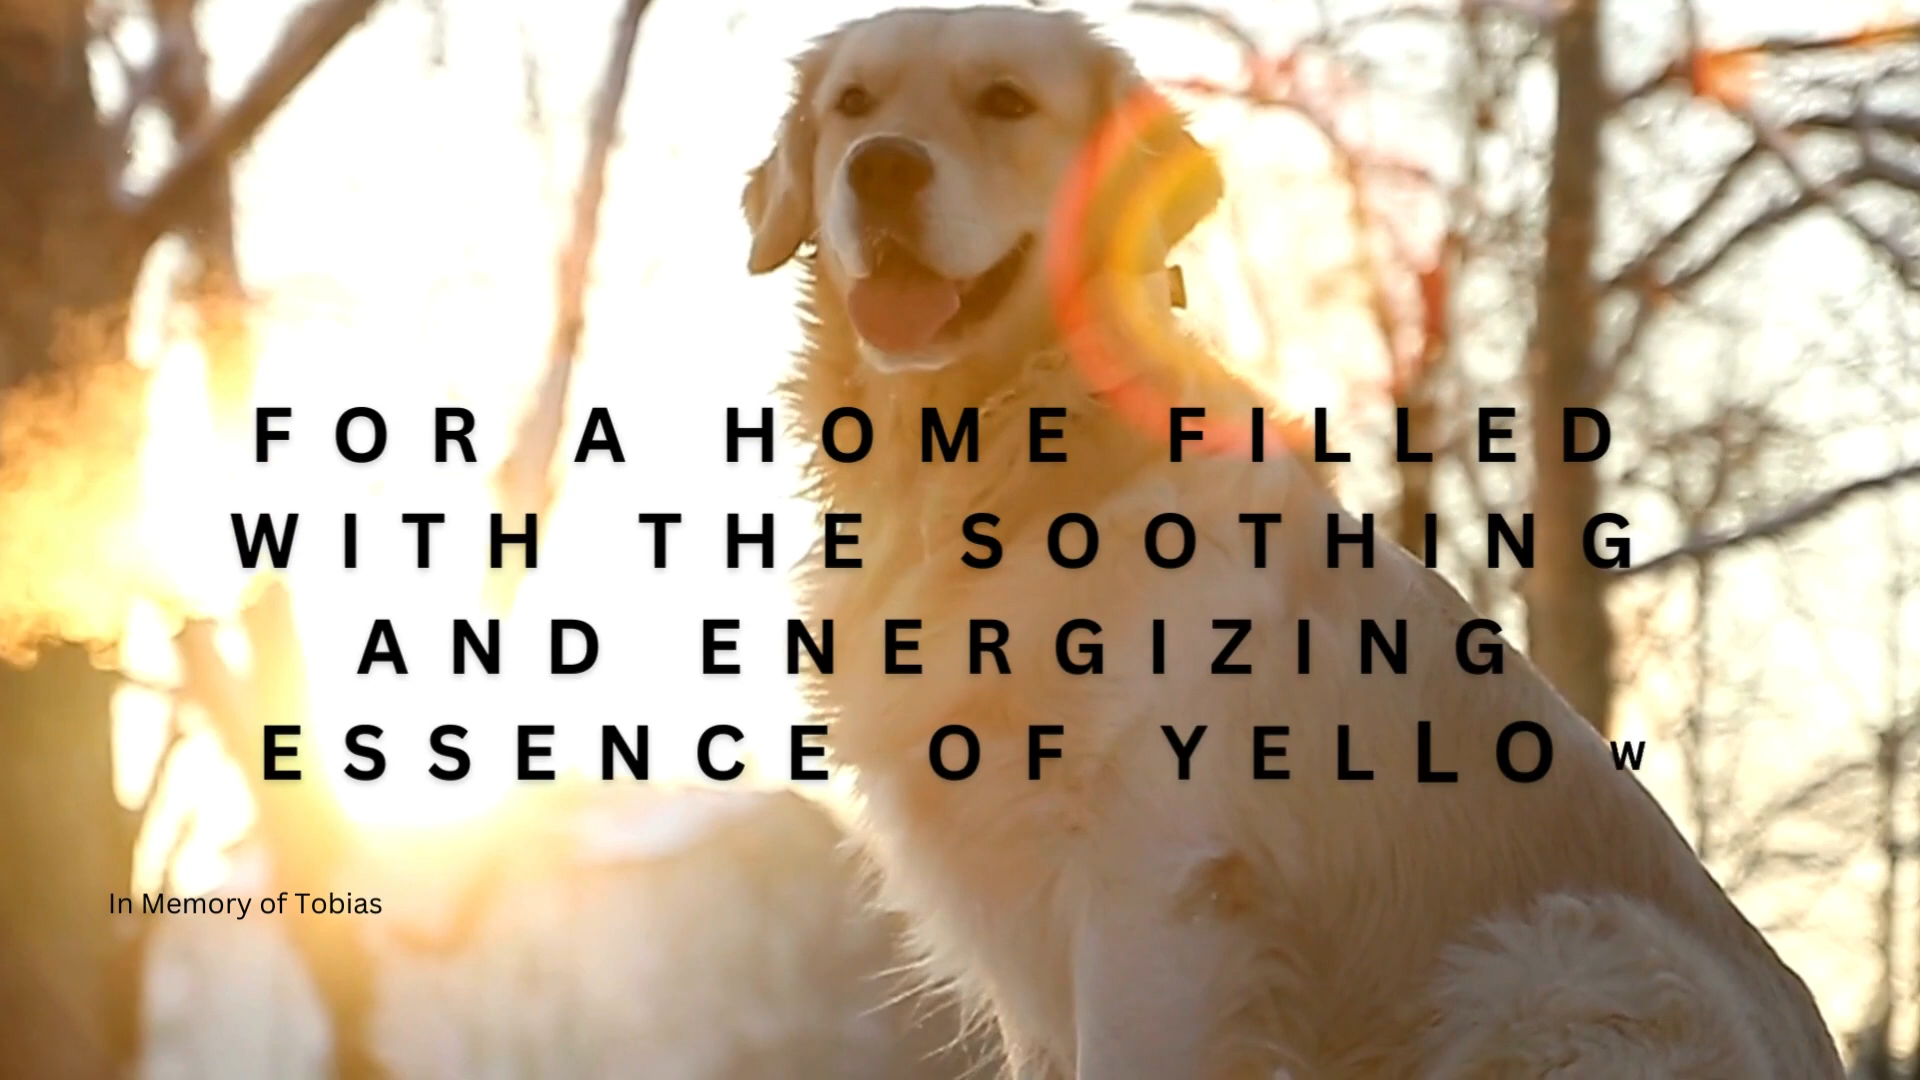 FOR A HOME FILLED
WITH THE SOOTHING
AND ENERGIZING
ESSENCE OF YELLOW
In Memory of Tobias